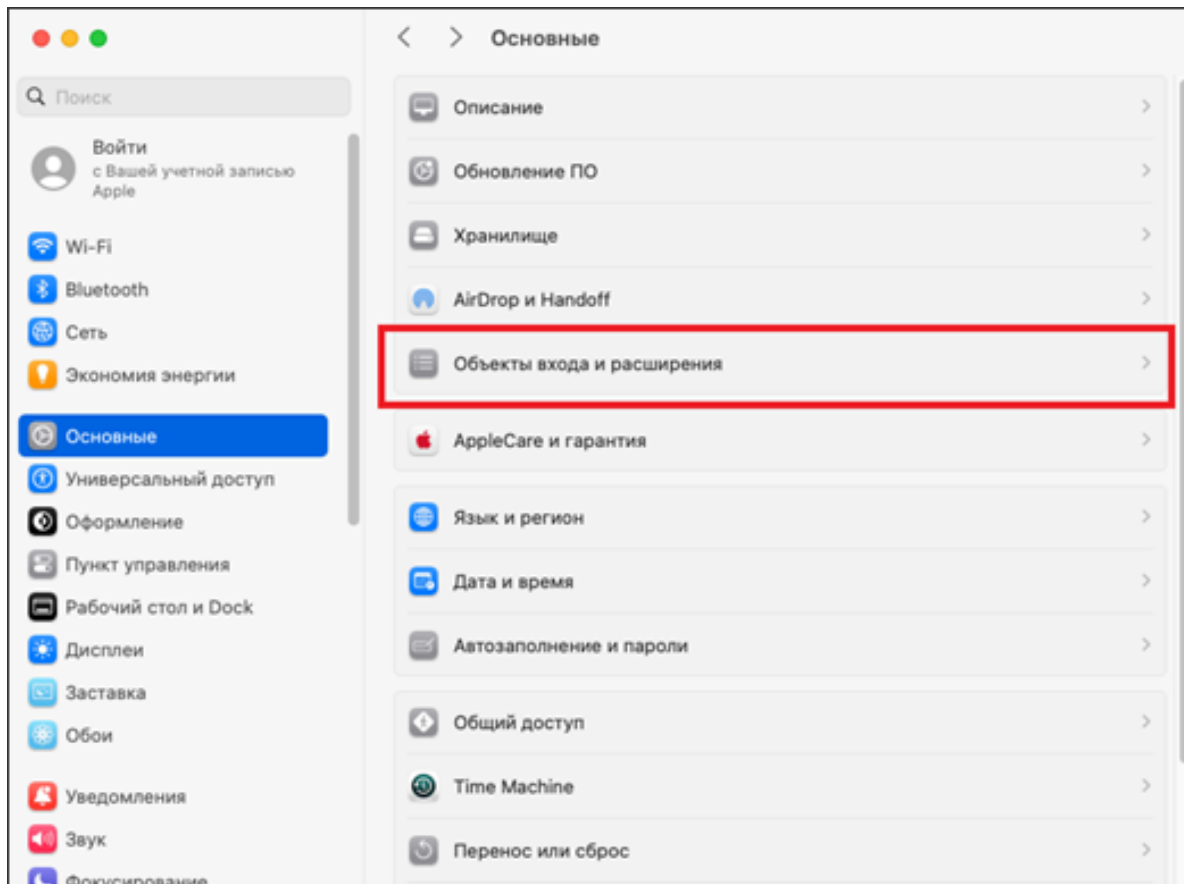 Основные
Поиск
Войти
с Вашей учетной записью
Apple
Wi-Fi
Bluetooth
Сеть
Экономия энергии
Основные
Универсальный доступ
Оформление
Пункт управления
Рабочий стол и Dock
Дисплеи
Заставка
Обои
Уведомления
Звук
Фокусирование
Описание
Обновление ПО
Хранилище
AirDrop и Handoff
Объекты входа и расширения
AppleCare и гарантия
Язык и регион
Дата и время
Автозаполнение и пароли
Общий доступ
Time Machine
Перенос или сброс